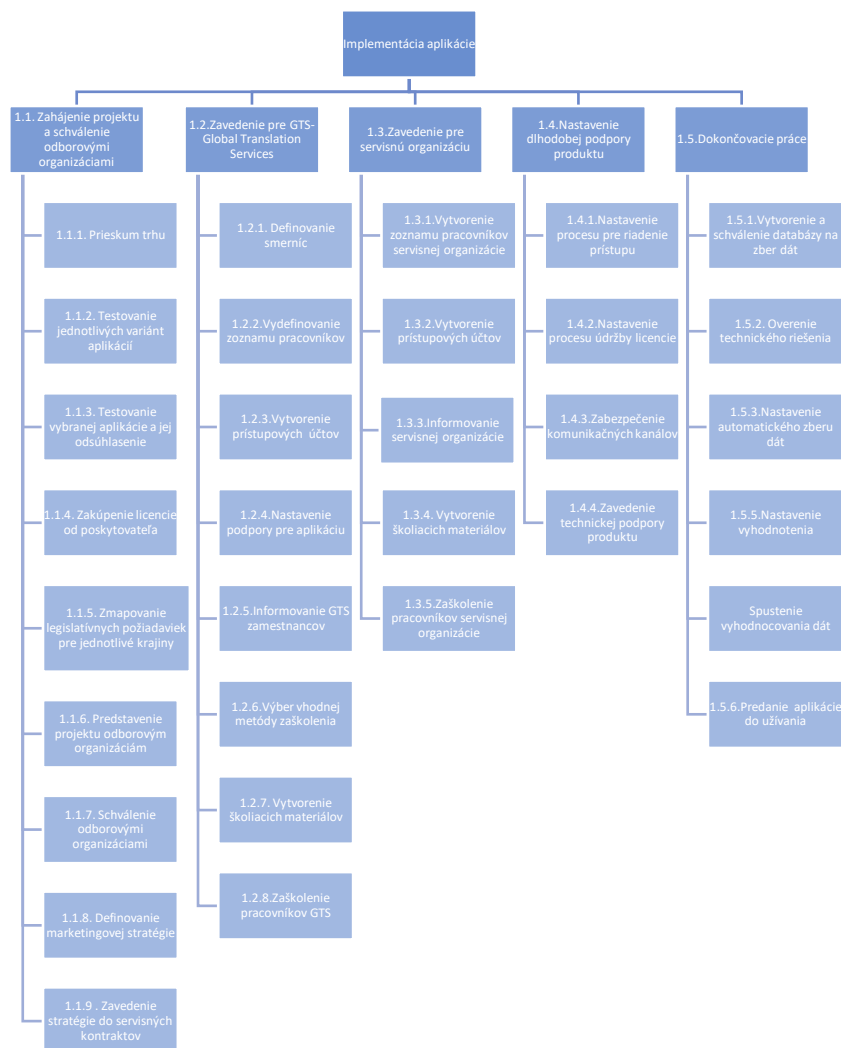 Implementácia aplikácie
1.1. Zahájenie projektu
a schválenie
odborovými
organizáciami
1.1.1. Prieskum trhu
1.1.2. Testovanie
jednotlivých variánt
aplikácií
1.1.3. Testovanie
vybranej aplikácie a jej
odsúhlasenie
1.1.4. Zakúpenie licencie
od poskytovateľa
1.1.5. Zmapovanie
legislatívnych požiadaviek
pre jednotlivé krajiny
1.1.6. Predstavenie
projektu odborovým
organizáciám
1.1.7. Schválenie
odborovými
organizáciami
1.1.8. Definovanie
marketingovej stratégie
1.1.9 . Zavedenie
stratégie do servisných
kontraktov
1.2.Zavedenie pre GTS-
Global Translation
Services
1.2.1. Definovanie
smerníc
1.2.2.Vydefinovanie
zoznamu pracovníkov
1.2.3.Vytvorenie
prístupových účtov
1.2.4.Nastavenie
podpory pre aplikáciu
1.2.5.Informovanie GTS
zamestnancov
1.2.6.Výber vhodnej
metódy zaškolenia
1.2.7. Vytvorenie
školiacich materiálov
1.2.8.Zaškolenie
pracovníkov GTS
1.3.Zavedenie pre
servisnú organizáciu
1.3.1.Vytvorenie
zoznamu pracovníkov
servisnej organizácie
1.3.2.Vytvorenie
prístupových účtov
1.3.3.Informovanie
servisnej organizácie
1.3.4. Vytvorenie
školiacich materiálov
1.3.5.Zaškolenie
pracovníkov servisnej
organizácie
1.4.Nastavenie
dlhodobej podpory
produktu
1.4.1.Nastavenie
procesu pre riadenie
prístupu
1.4.2.Nastavenie
procesu údržby licencie
1.4.3.Zabezpečenie
komunikačných kanálov
1.4.4.Zavedenie
technickej podpory
produktu
1.5.Dokončovacie práce
1.5.1.Vytvorenie a
schválenie databázy na
zber dát
1.5.2. Overenie
technického riešenia
1.5.3.Nastavenie
automatického zberu
dát
1.5.5.Nastavenie
vyhodnotenia
Spustenie
vyhodnocovania dát
1.5.6.Predanie aplikácie
do užívania